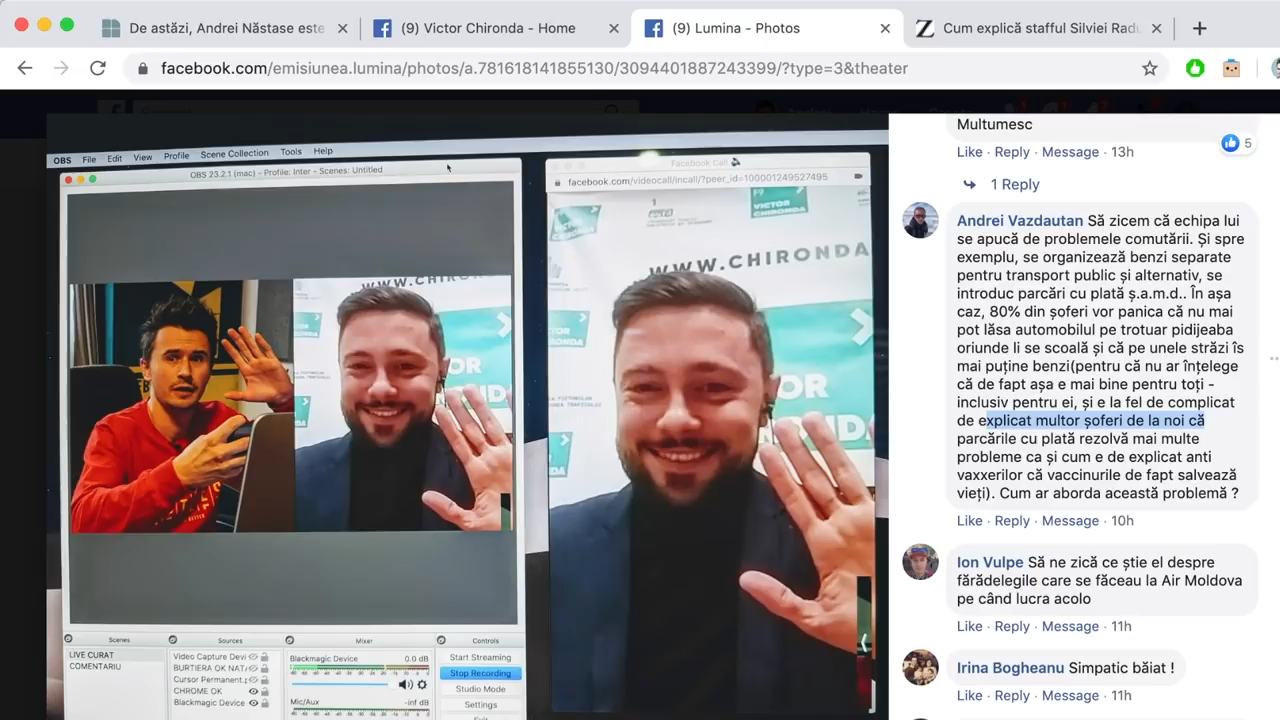 De astăzi, Andrei Năstase este
(9) Victor Chironda - Home
(9) Lumina - Photos
Cum explică stafful Silviei Radu
facebook.com/emisiunea.lumina/photos/a.781618141855130/3094401887243399/?type=3&theater
OBS File Edit View Profile Scene Collection Tools Help
OBS 23.2.1 (mac) - Profile: Inter - Scenes: Untitled
WWW.CHIRONDA
Facebook Call
facebook.com/videocall/incall/?peer_id=100001249527495
VICTOR
CHIRONDA
WWW.CHIRONDA
Scenes
LIVE CURAT
COMENTARIU
Sources
Video Capture Devi
BURTIERA OK NAT
Cursor Permanent.
CHROME OK
Blackmagic Device
Mixer
Blackmagic Device 0.0 dB
Mic/Aux -inf dB
Controls
Start Streaming
Stop Recording
Studio Mode
Settings
Exit
Multumesc
Like · Reply · Message · 13h
5
1 Reply
Andrei Vazdautan Să zicem că echipa lui
se apucă de problemele comutării. Și spre
exemplu, se organizează benzi separate
pentru transport public și alternativ, se
introduc parcări cu plată ș.a.m.d.. În așa
caz, 80% din șoferi vor panica că nu mai
pot lăsa automobilul pe trotuar pidijeaba
oriunde li se scoală și că pe unele străzi îs
mai puține benzi(pentru că nu ar înțelege
că de fapt așa e mai bine pentru toți -
inclusiv pentru ei, și e la fel de complicat
de explicat multor șoferi de la noi că
parcările cu plată rezolvă mai multe
probleme ca și cum e de explicat anti
vaxxerilor că vaccinurile de fapt salvează
vieți). Cum ar aborda această problemă ?
Like · Reply · Message · 10h
Ion Vulpe Să ne zică ce știe el despre
fărădelegile care se făceau la Air Moldova
pe când lucra acolo
Like · Reply · Message · 11h
Irina Bogheanu Simpatic băiat !
Like · Reply · Message · 11h